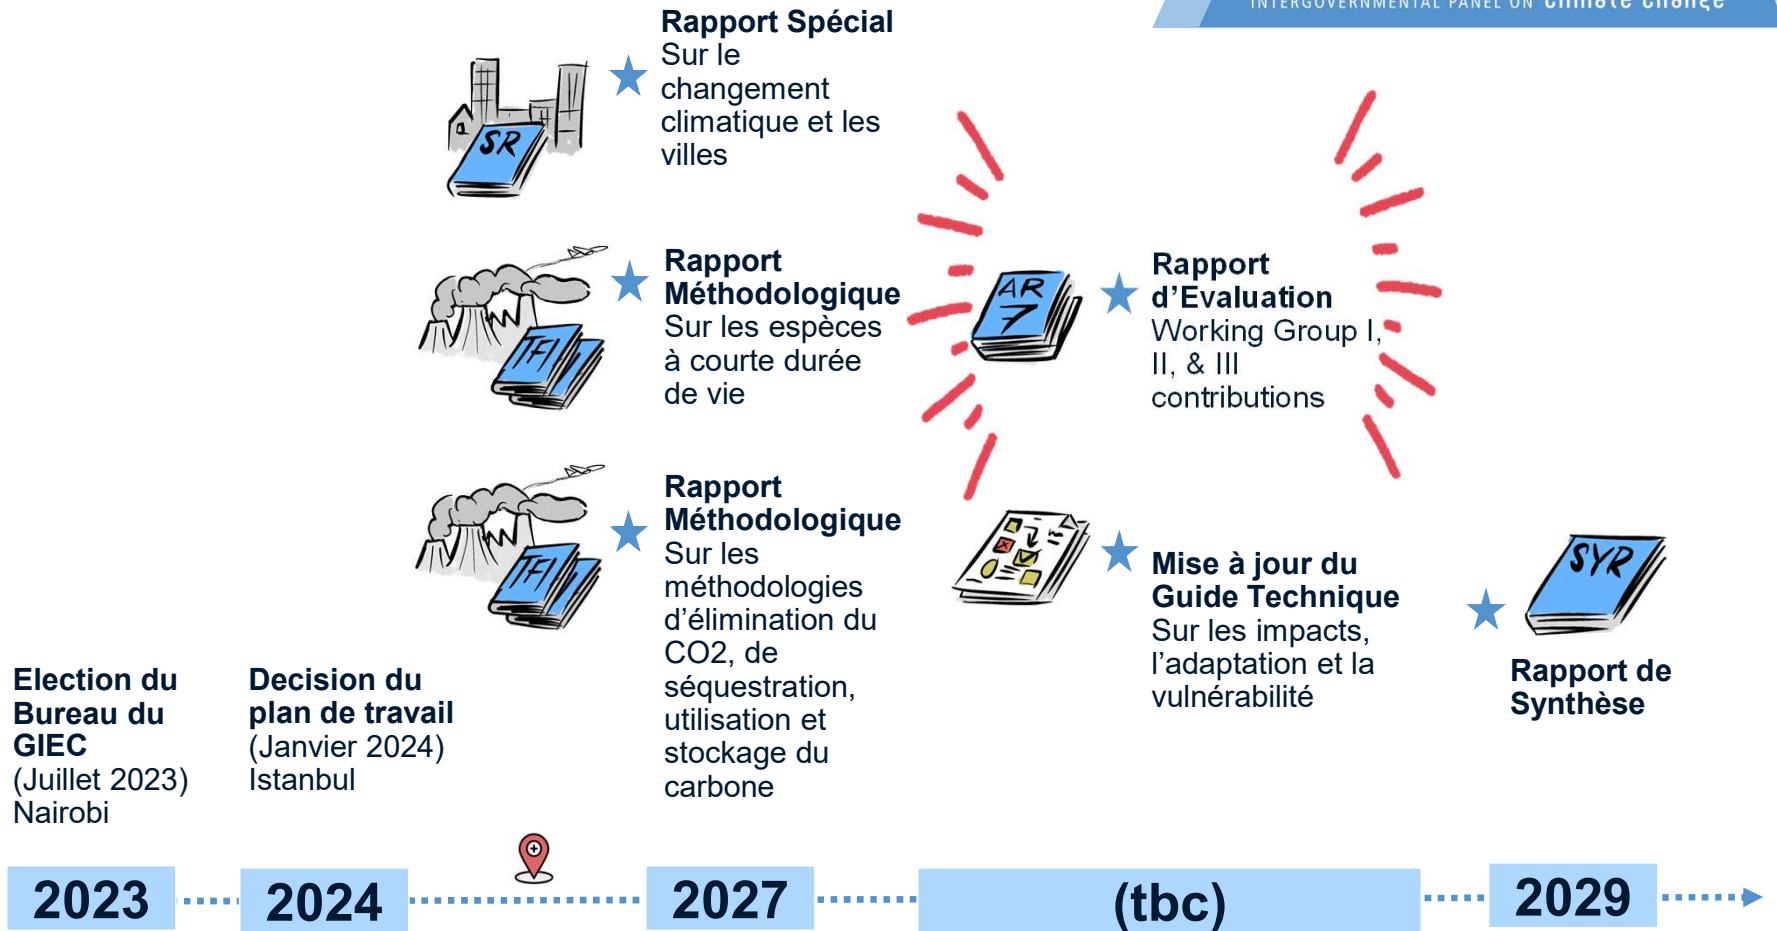 INTERGOVERNMENTAL PANEL ON climate change
Rapport Spécial
Sur le
changement
climatique et les
villes
SR
Rapport
Méthodologique
Sur les espèces
à courte durée
de vie
TFI
Rapport
Méthodologique
Sur les
méthodologies
d’élimination du
CO2, de
séquestration,
utilisation et
stockage du
carbone
TFI
AR
7
Rapport
d’Evaluation
Working Group I,
II, & III
contributions
Mise à jour du
Guide Technique
Sur les impacts,
l’adaptation et la
vulnérabilité
SYR
Rapport de
Synthèse
Election du
Bureau du
GIEC
(Juillet 2023)
Nairobi
Decision du
plan de travail
(Janvier 2024)
Istanbul
2023
2024
2027
(tbc)
2029